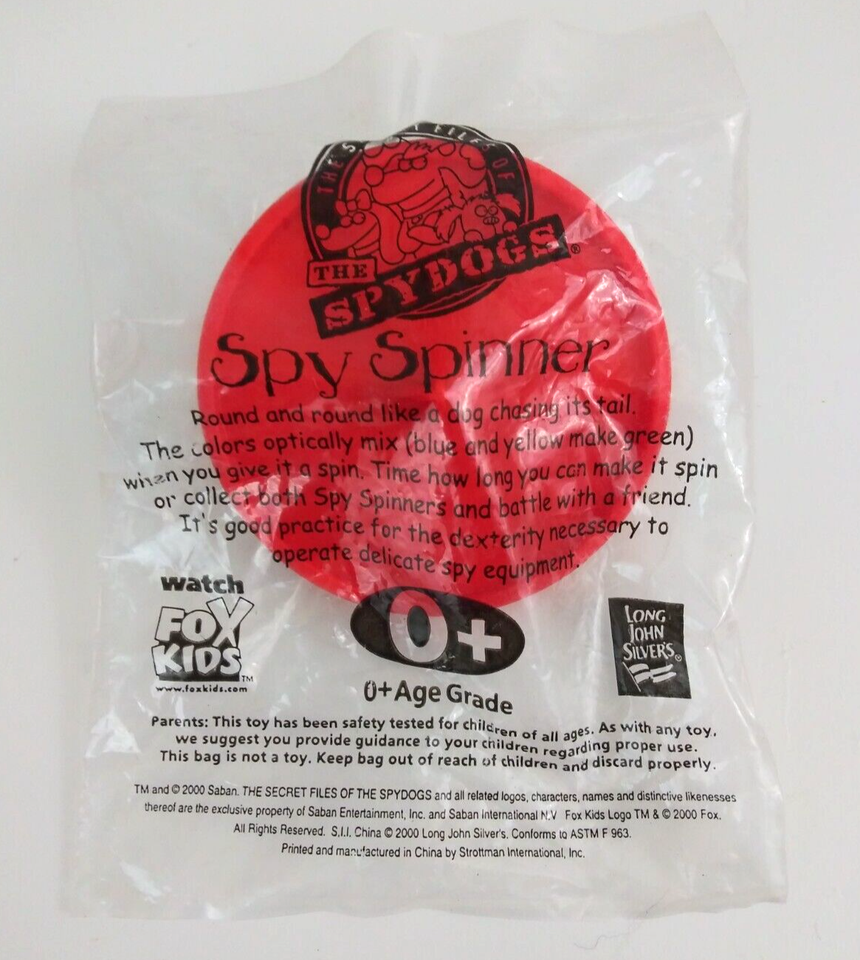 THE S T FILES OF
THE
SPYDOGS®
Spy Spinner
Round and round like a dog chasing its tail.
The colors optically mix (blue and yellow make green)
when you give it a spin. Time how long you can make it spin
or collect both Spy Spinners and battle with a friend.
It's good practice for the dexterity necessary to
operate delicate spy equipment.
watch
FOX
KIDS™
www.foxkids.com
0+
0+ Age Grade
LONG
JOHN
SILVER'S®
Parents: This toy has been safety tested for children of all ages. As with any toy,
we suggest you provide guidance to your children regarding proper use.
This bag is not a toy. Keep bag out of reach of children and discard properly.
TM and © 2000 Saban. THE SECRET FILES OF THE SPYDOGS and all related logos, characters, names and distinctive likenesses
thereof are the exclusive property of Saban Entertainment, Inc. and Saban International N.V Fox Kids Logo TM & © 2000 Fox.
All Rights Reserved. S.I.I. China © 2000 Long John Silver's. Conforms to ASTM F 963.
Printed and manufactured in China by Strottman International, Inc.